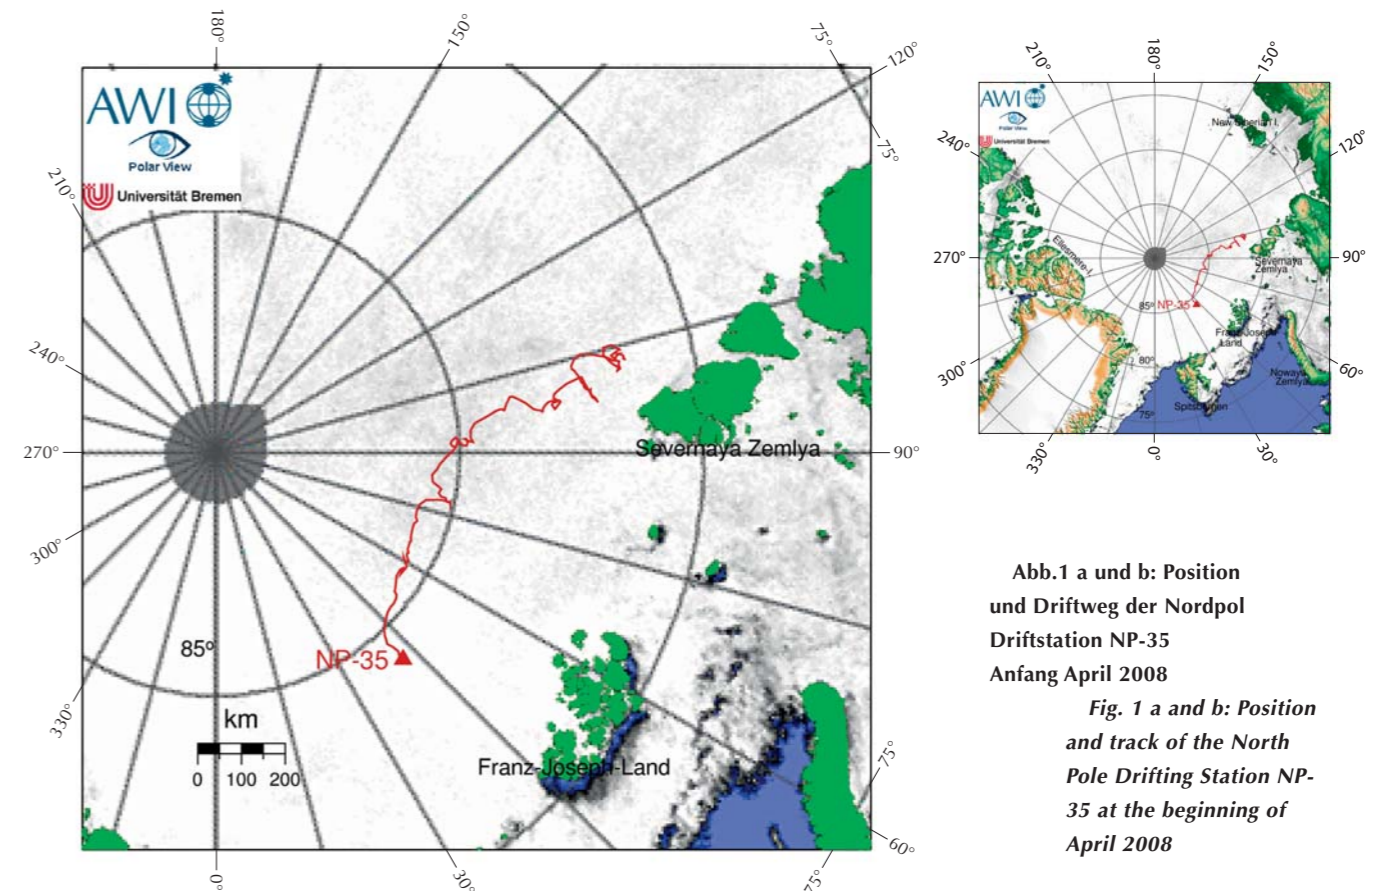 180°
150°
75°
120°
75°
AWI
Polar View
Universität Bremen
210°
240°
270°
Severnaya Zemlya
90°
300°
85°
NP-35
330°
km
0 100 200
Franz-Joseph-Land
75°
60°
0°
30°
75°
180°
210°
150°
AWI
Polar View
Universität Bremen
New Siberian I.
240°
120°
Ellesmere-I.
270°
90°
Severnaya
Zemlya
85°
NP-35
Franz-Joseph
Land
80°
300°
60°
Nowaya
Zemlya
75°
Spitsbergen
330°
0°
30°
Abb.1 a und b: Position
und Driftweg der Nordpol
Driftstation NP-35
Anfang April 2008
Fig. 1 a and b: Position
and track of the North
Pole Drifting Station NP-
35 at the beginning of
April 2008